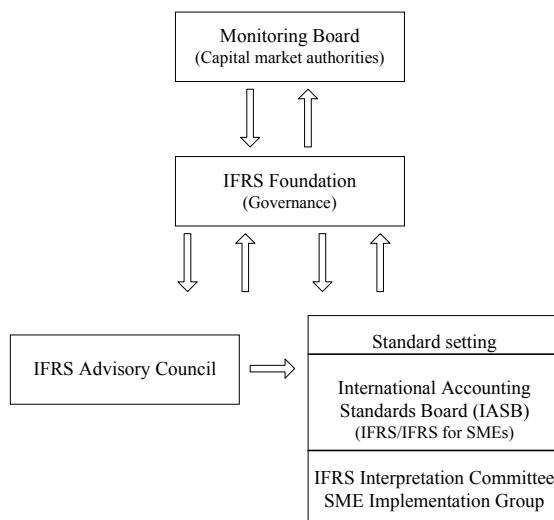 Monitoring Board
(Capital market authorities)
IFRS Foundation
(Governance)
IFRS Advisory Council
Standard setting
International Accounting
Standards Board (IASB)
(IFRS/IFRS for SMEs)
IFRS Interpretation Committee
SME Implementation Group